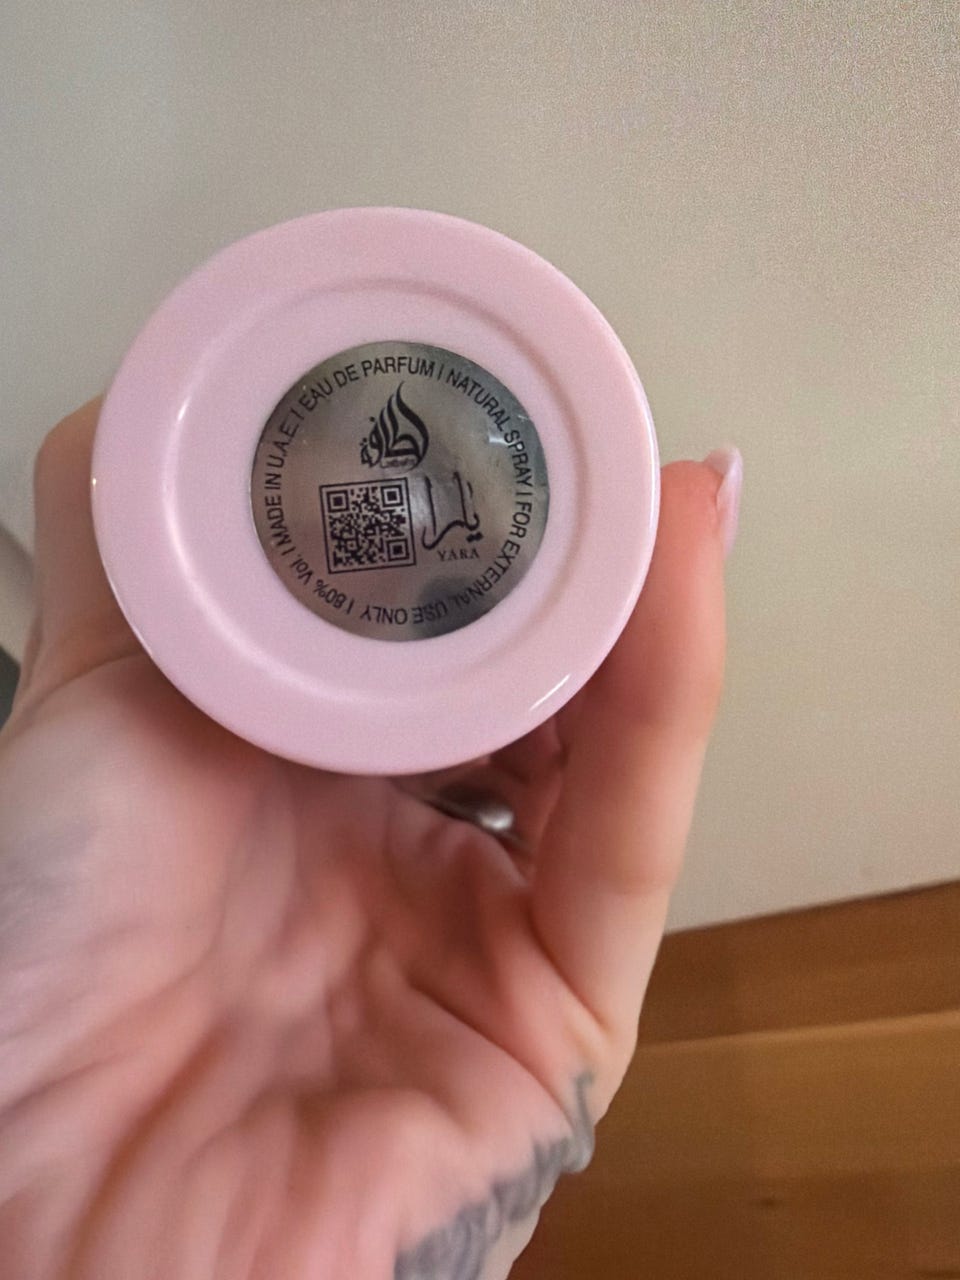 EAU DE PARFUM | NATURAL SPRAY | FOR EXTERNAL USE ONLY | 80% Vol. | MADE IN U.A.E |
لطافة
يارا
YARA